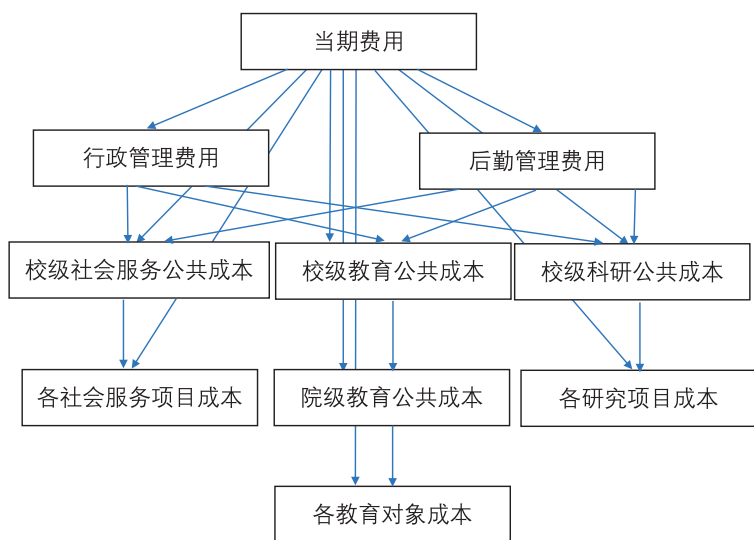 当期费用
行政管理费用
后勤管理费用
校级社会服务公共成本
校级教育公共成本
校级科研公共成本
各社会服务项目成本
院级教育公共成本
各研究项目成本
各教育对象成本